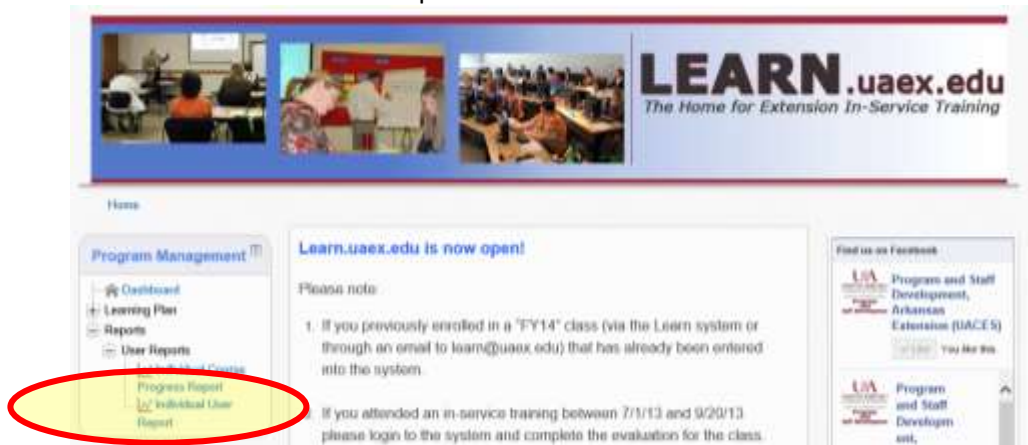 LEARN.uaex.edu
The Home for Extension In-Service Training
Home
Program Management
Dashboard
Learning Plan
Reports
User Reports
Individual Course
Progress Report
Individual User
Report
Learn.uaex.edu is now open!
Please note
1. If you previously enrolled in a "FY14" class (via the Learn system or
through an email to learn@uaex.edu) that has already been entered
into the system.
If you attended an in-service training between 7/1/13 and 9/20/13
please login to the system and complete the evaluation for the class.
Find us on Facebook
Program and Staff
Development,
Arkansas
Extension (UACES)
You like this.
Program
and Staff
Developm
ent,